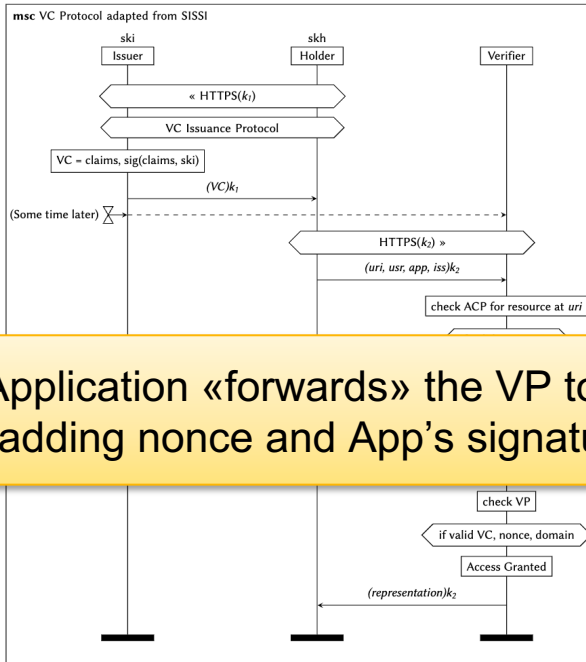 msc VC Protocol adapted from SISSI
ski
skh
Issuer
Holder
Verifier
« HTTPS(k₁)
VC Issuance Protocol
VC = claims, sig(claims, ski)
(VC)k₁
(Some time later)
HTTPS(k₂) »
(uri, usr, app, iss)k₂
check ACP for resource at uri
Application «forwards» the VP to
adding nonce and App's
check VP
if valid VC, nonce, domain
Access Granted
(representation)k₂